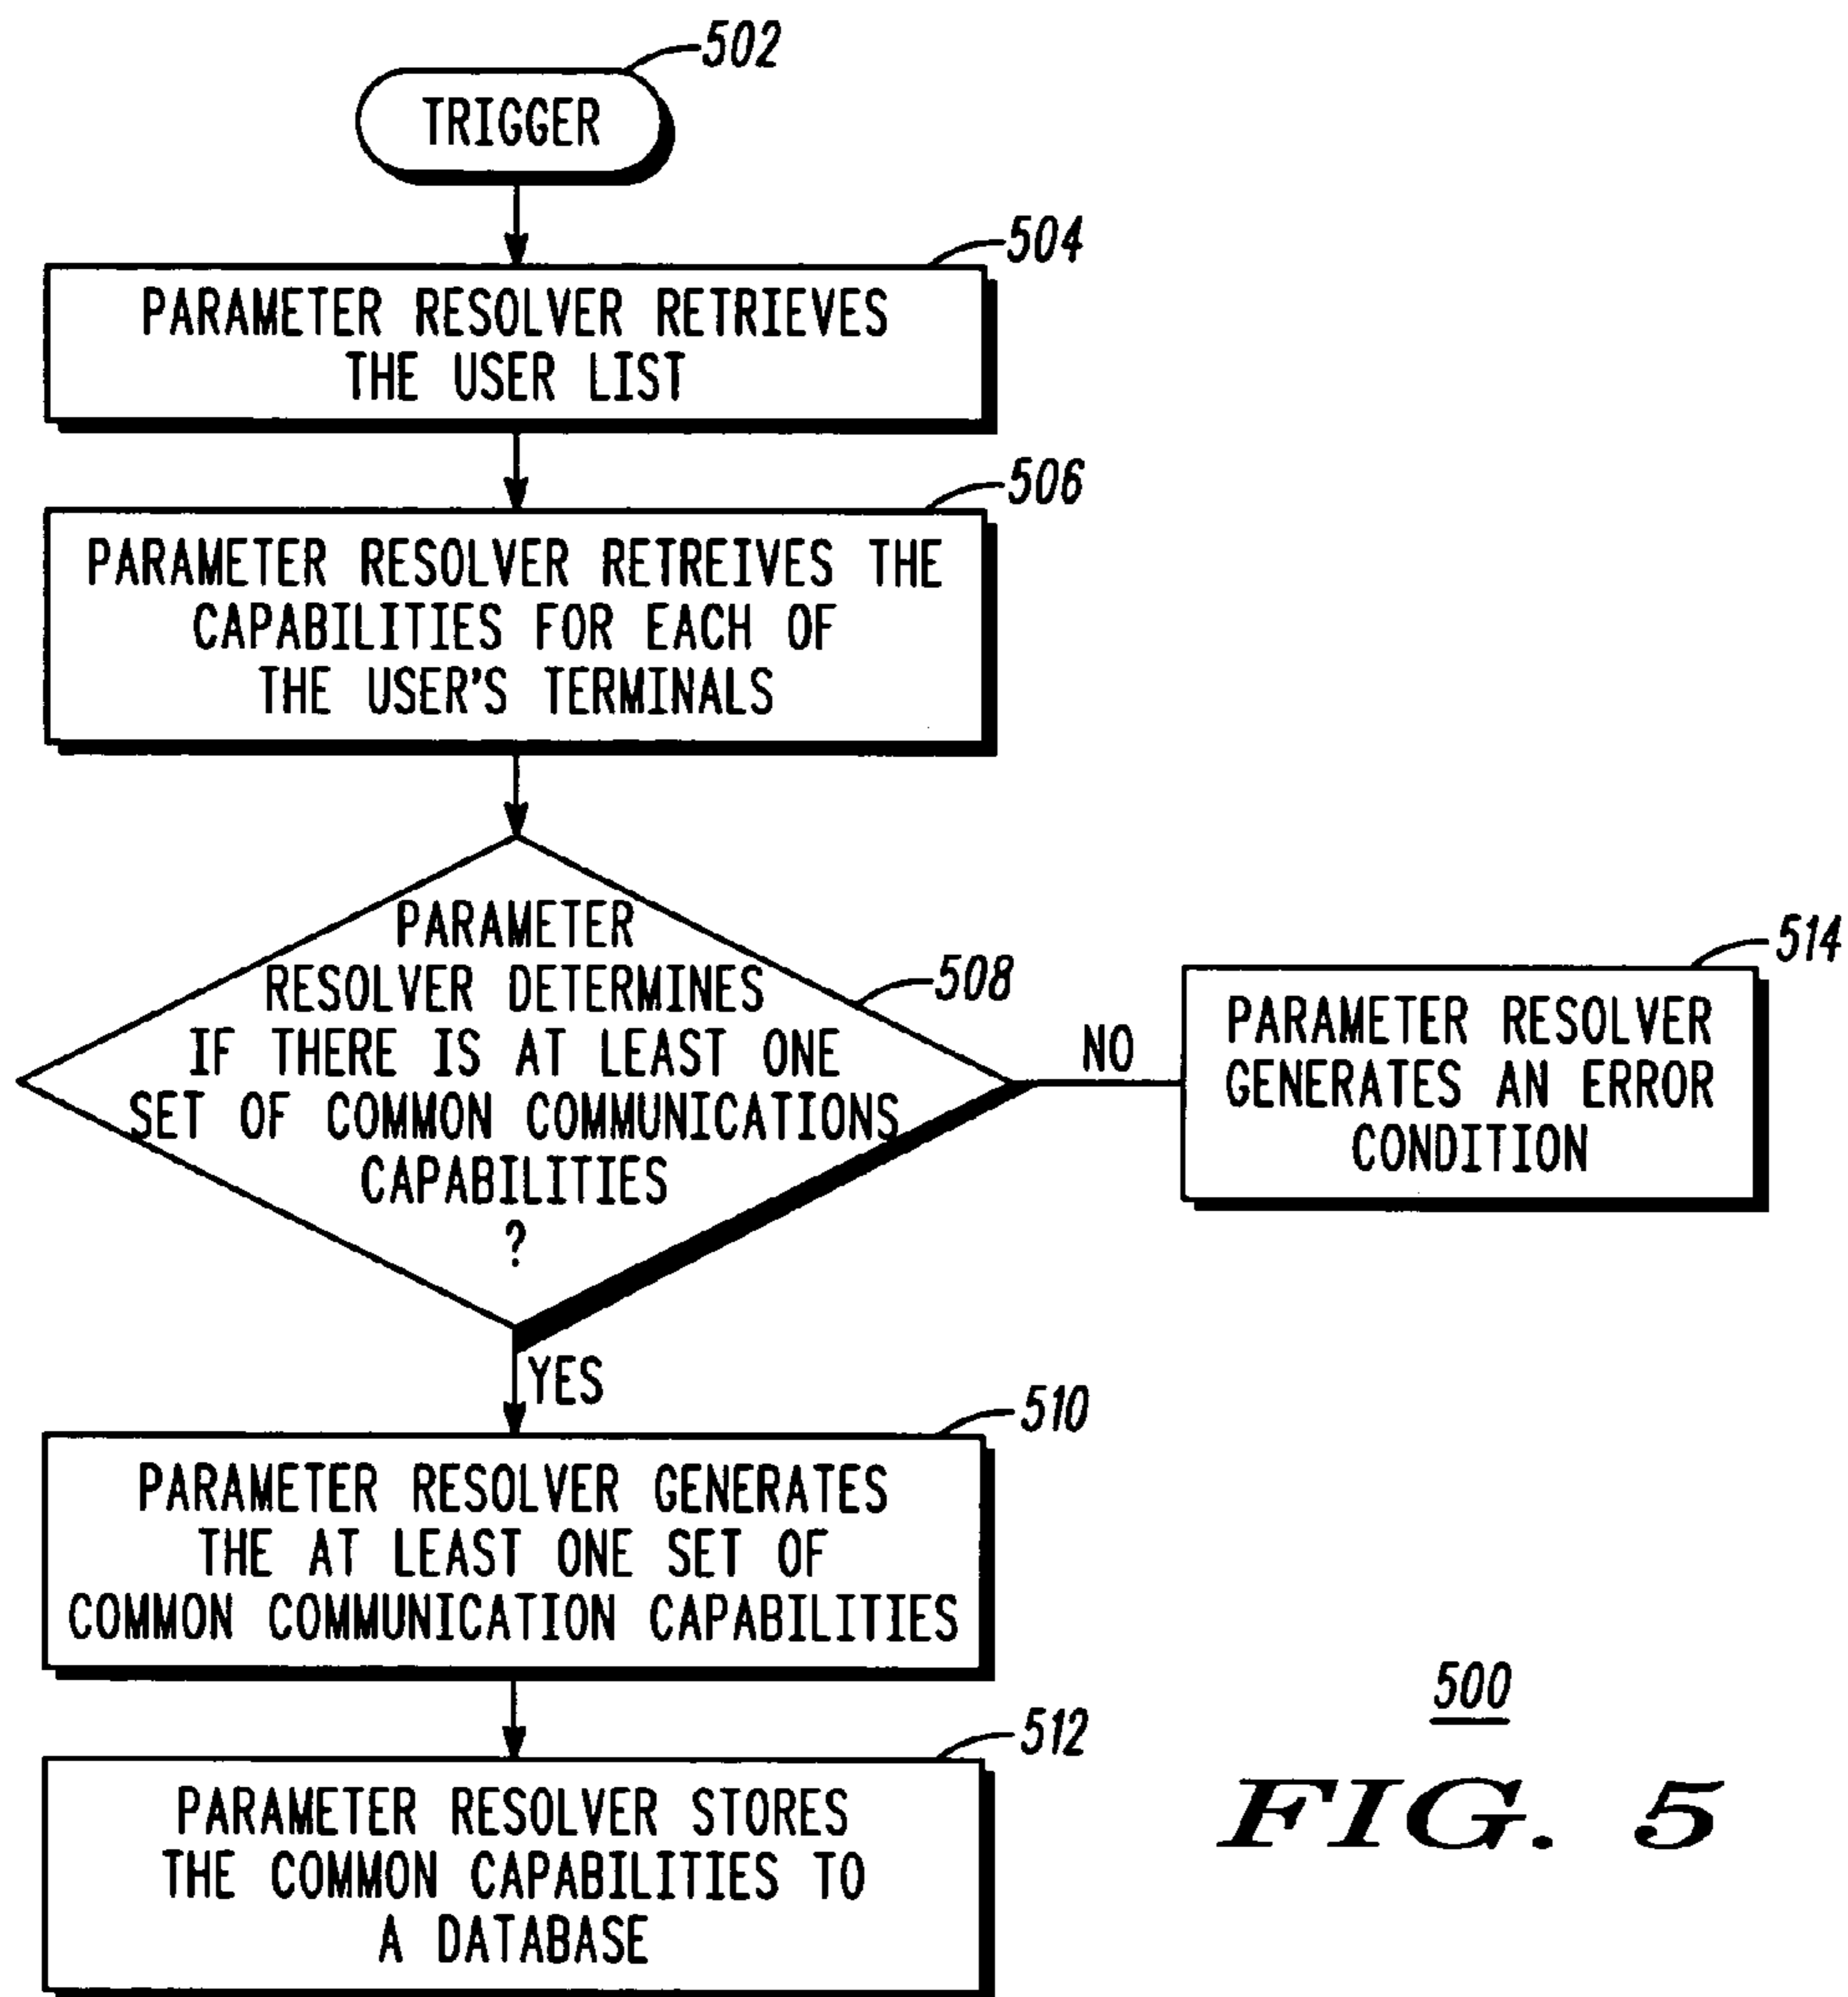 502
TRIGGER
504
PARAMETER RESOLVER RETRIEVES
THE USER LIST
506
PARAMETER RESOLVER RETREIVES THE
CAPABILITIES FOR EACH OF
THE USER'S TERMINALS
PARAMETER
RESOLVER DETERMINES
IF THERE IS AT LEAST ONE
SET OF COMMON COMMUNICATIONS
CAPABILITIES
?
508
NO
514
PARAMETER RESOLVER
GENERATES AN ERROR
CONDITION
YES
510
PARAMETER RESOLVER GENERATES
THE AT LEAST ONE SET OF
COMMON COMMUNICATION CAPABILITIES
512
PARAMETER RESOLVER STORES
THE COMMON CAPABILITIES TO
A DATABASE
500
FIG. 5